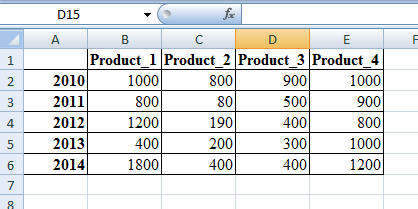 D15 fx
A B C D E F
1 Product_1 Product_2 Product_3 Product_4
2 2010 1000 800 900 1000
3 2011 800 80 500 900
4 2012 1200 190 400 800
5 2013 400 200 300 1000
6 2014 1800 400 400 1200
7
8